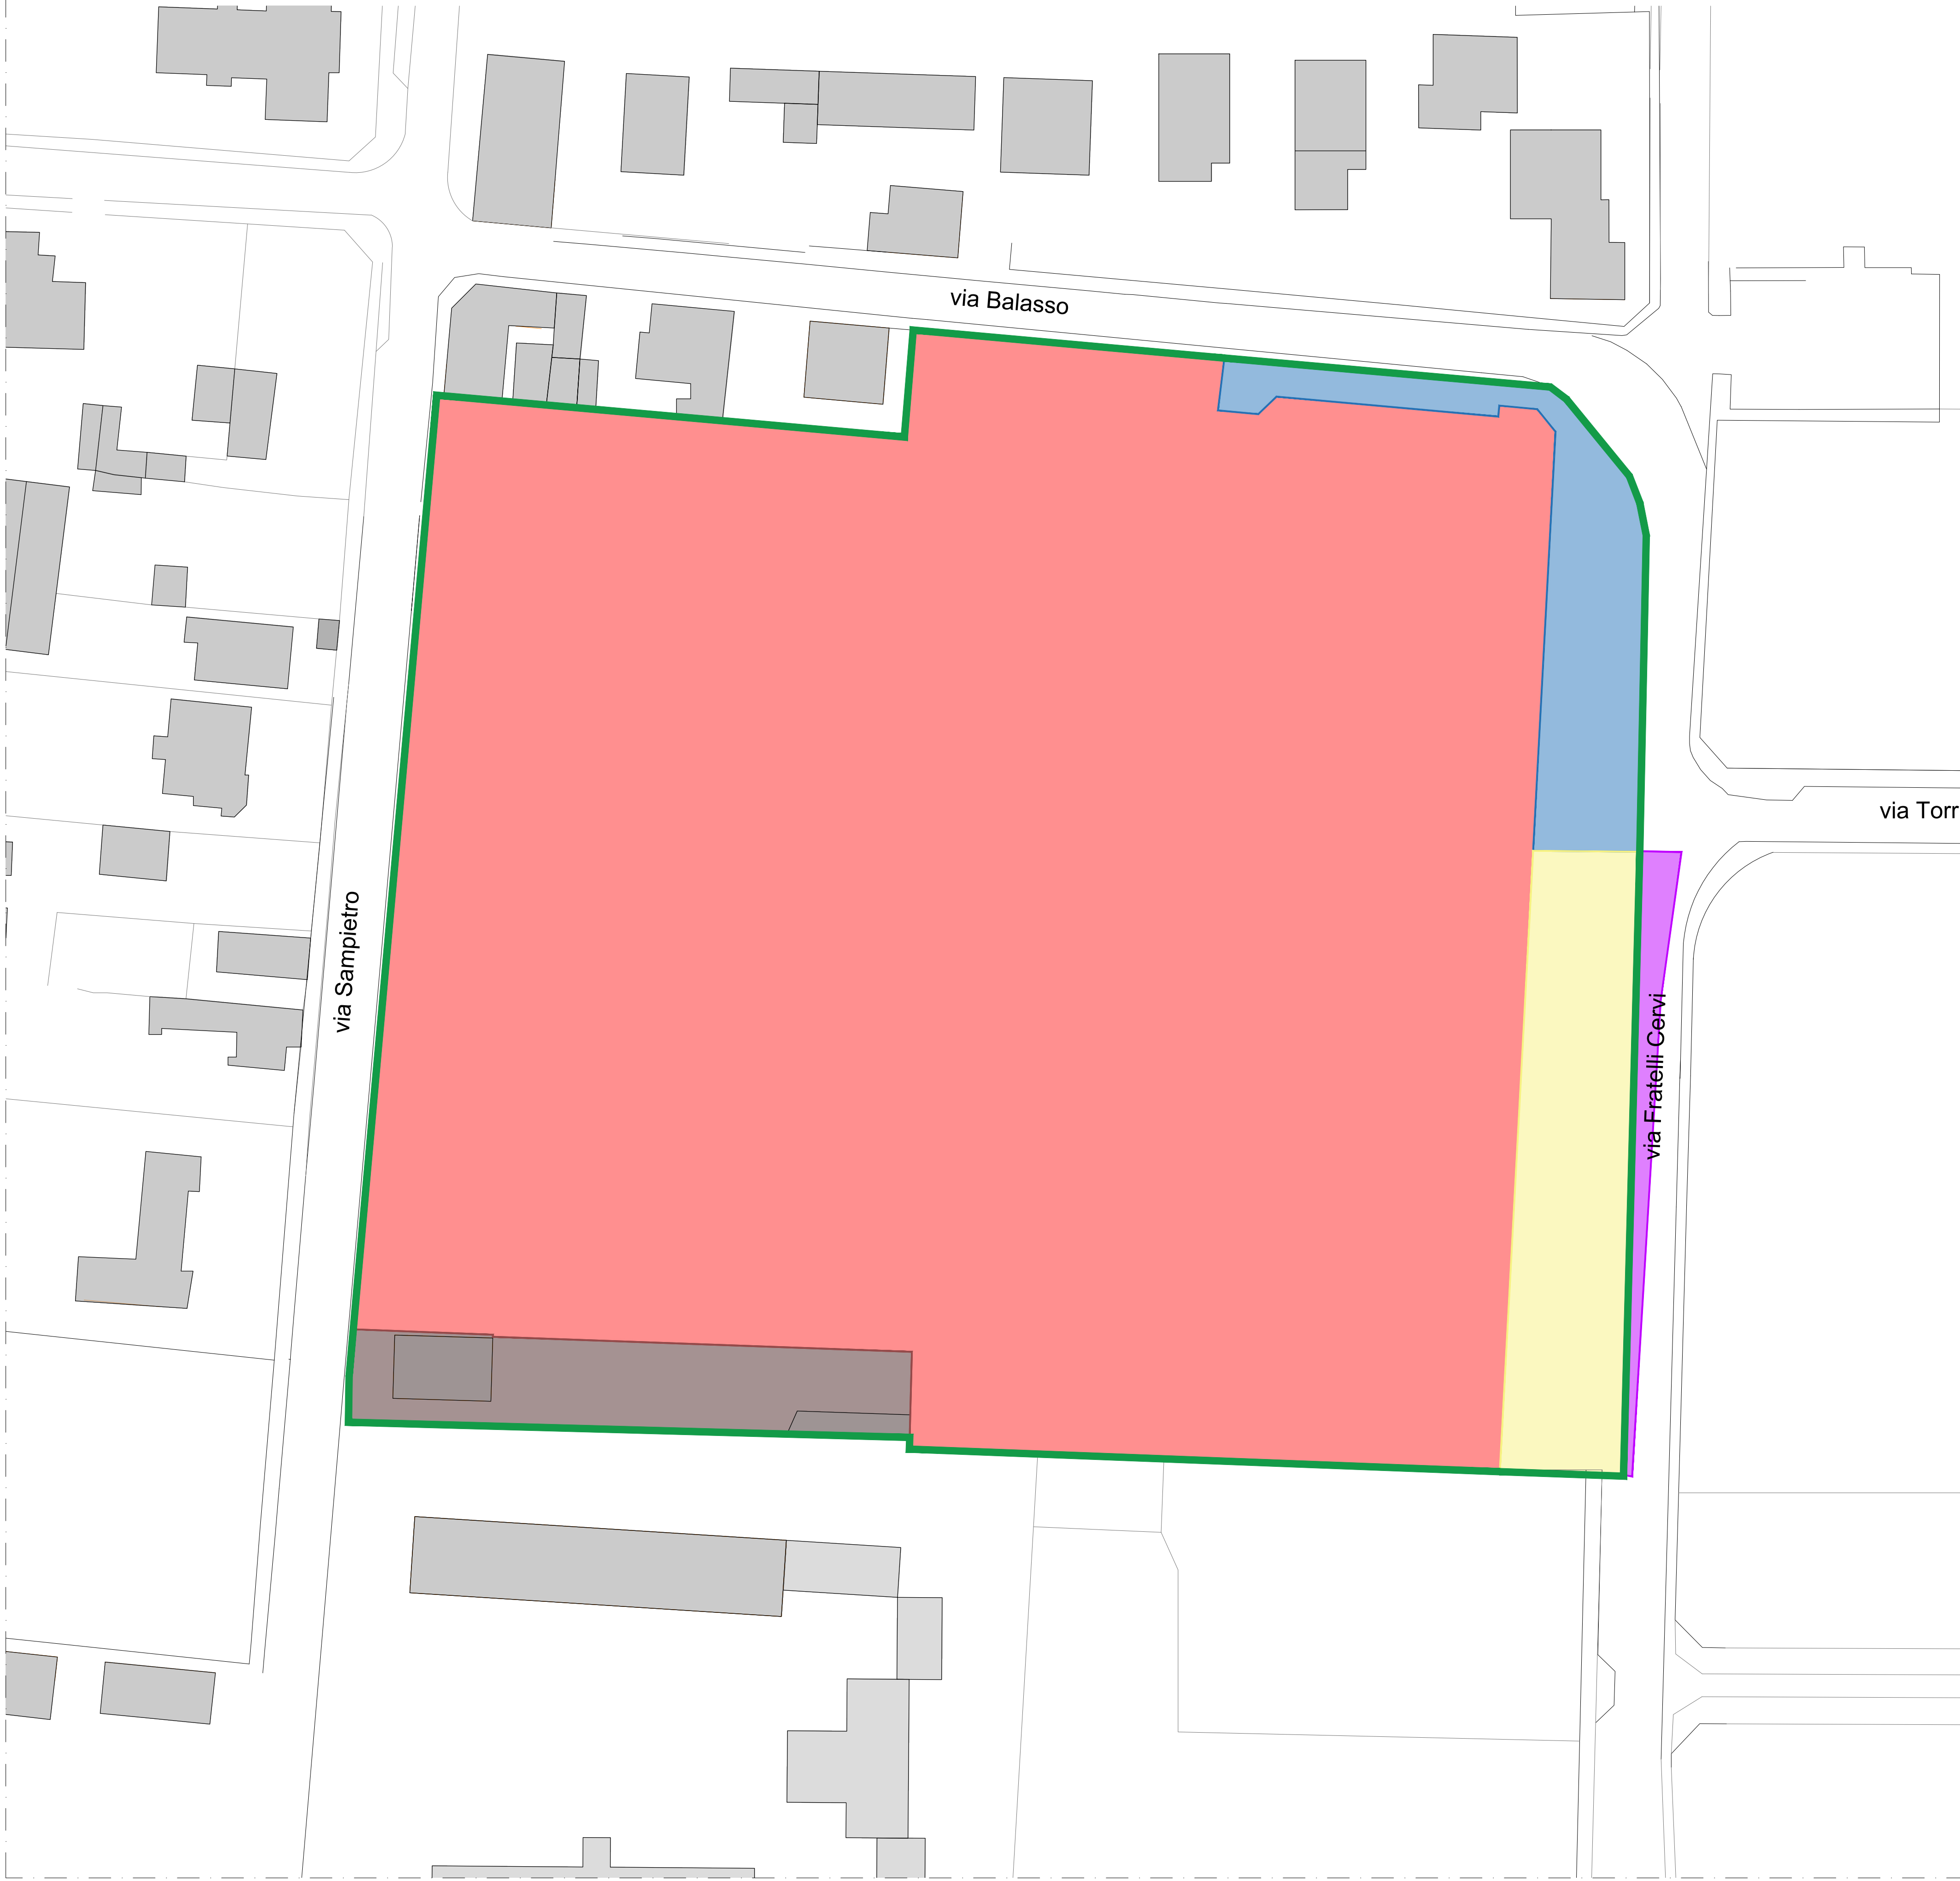 via Balasso
via Torr
via Sampietro
via Fratelli Cervi